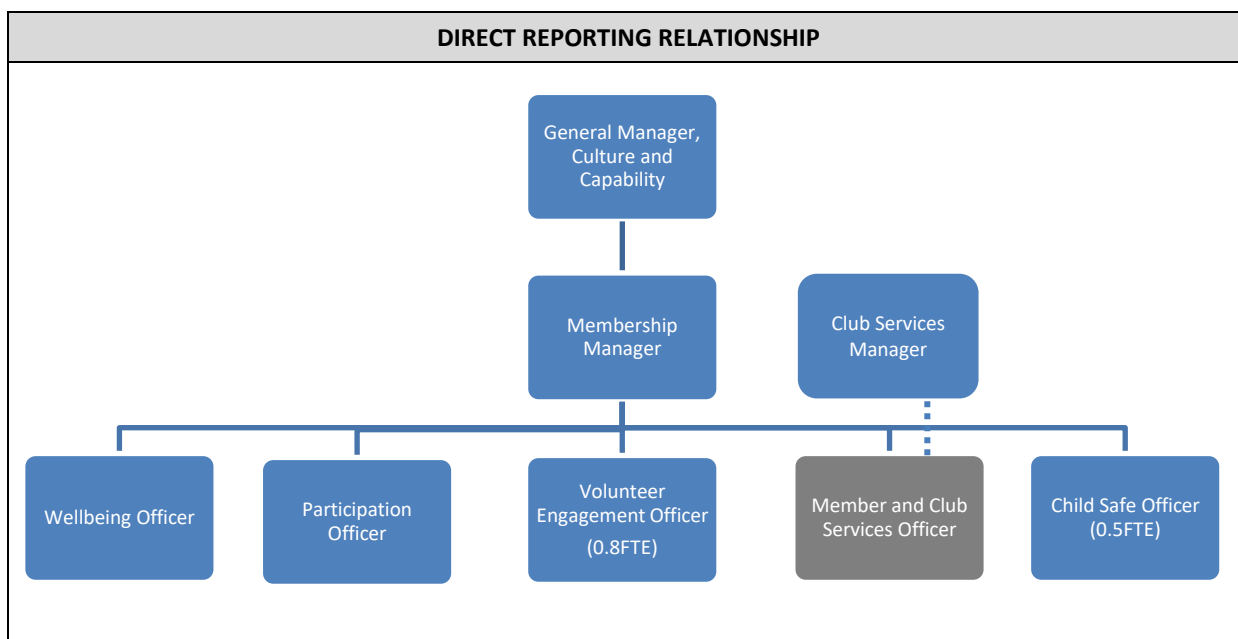 DIRECT REPORTING RELATIONSHIP
General Manager,
Culture and
Capability
Membership
Manager
Club Services
Manager
Wellbeing Officer
Participation
Officer
Volunteer
Engagement Officer
(0.8FTE)
Member and Club
Services Officer
Child Safe Officer
(0.5FTE)